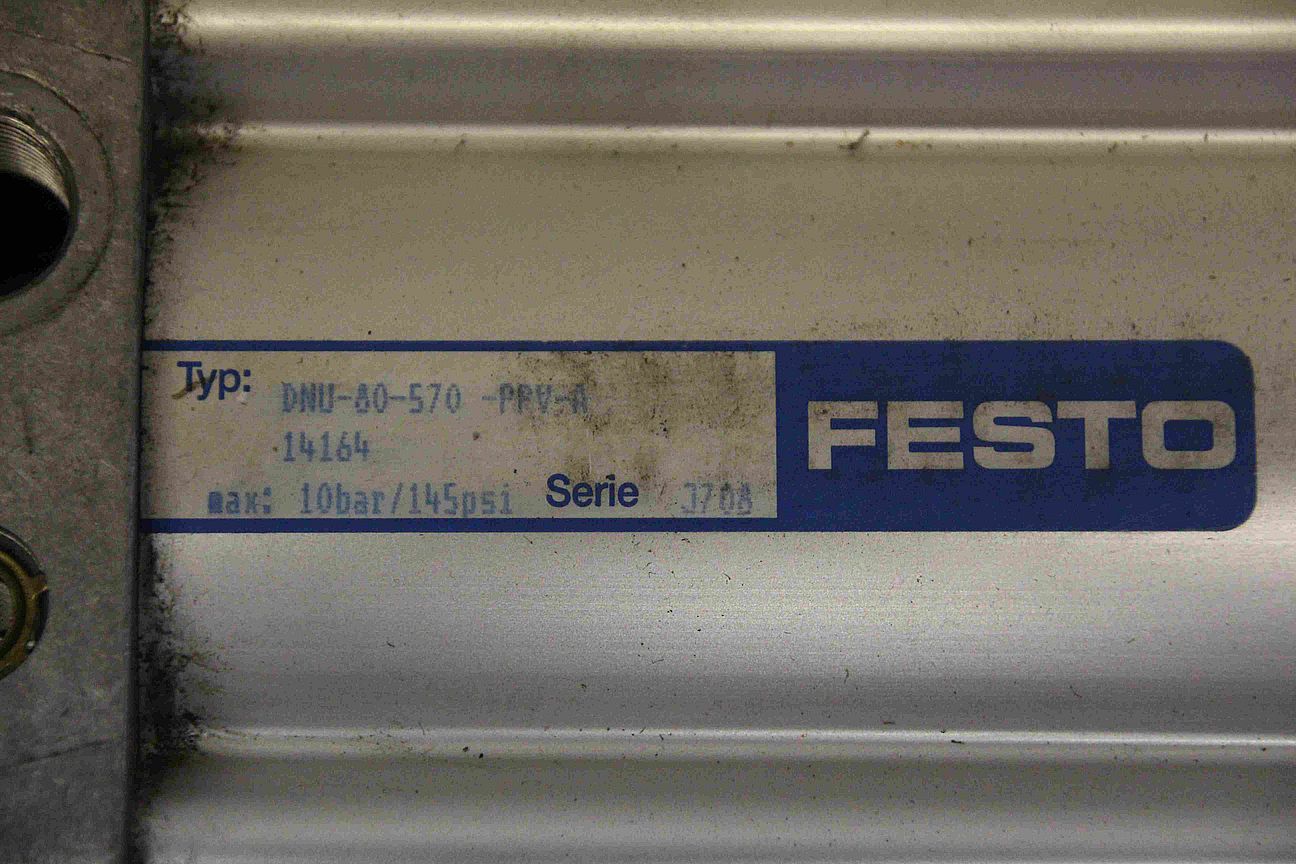 Typ: DNU-80-570 -PPV-A
14164
max: 10bar/145psi Serie J708
FESTO